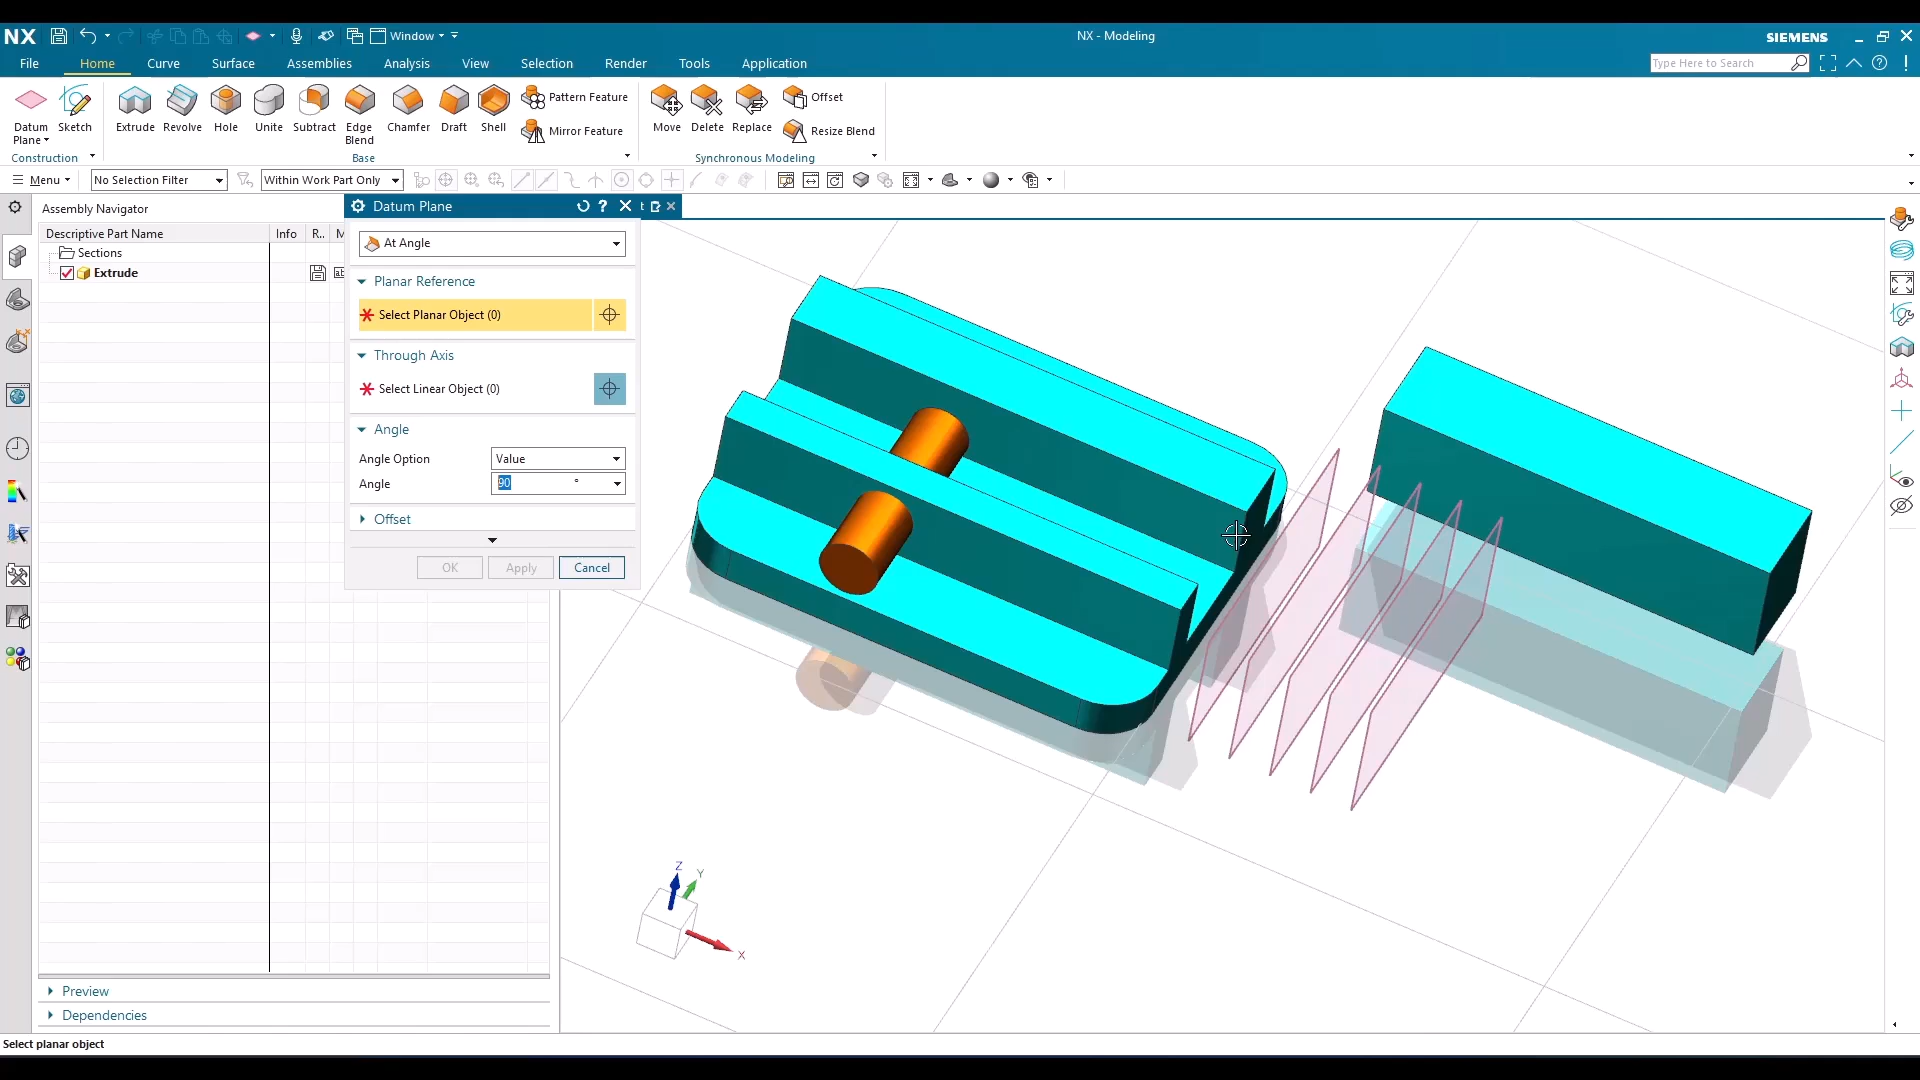 NX
Window
NX - Modeling
SIEMENS
File Home Curve Surface Assemblies Analysis View Selection Render Tools Application
Type Here to Search
Datum Plane
Sketch
Extrude
Revolve
Hole
Unite
Subtract
Edge Blend
Chamfer
Draft
Shell
Pattern Feature
Mirror Feature
Move
Delete
Replace
Offset
Resize Blend
Construction
Base
Synchronous Modeling
Menu
No Selection Filter
Within Work Part Only
Assembly Navigator
Descriptive Part Name Info R.. M
Sections
Extrude
Datum Plane
At Angle
Planar Reference
* Select Planar Object (0)
Through Axis
* Select Linear Object (0)
Angle
Angle Option Value
Angle 90 °
Offset
OK Apply Cancel
Z
Y
X
Preview
Dependencies
Select planar object